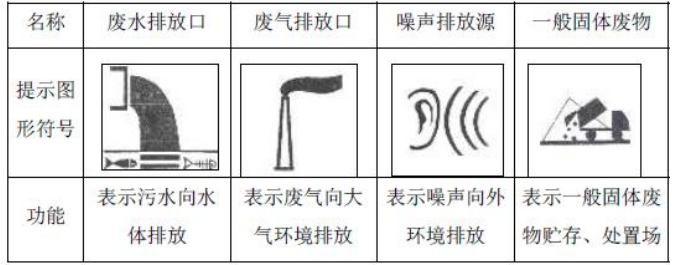 名称 废水排放口 废气排放口 噪声排放源 一般固体废物
提示图
形符号
功能
表示污水向水
体排放
表示废气向大
气环境排放
表示噪声向外
环境排放
表示一般固体废
物贮存、处置场